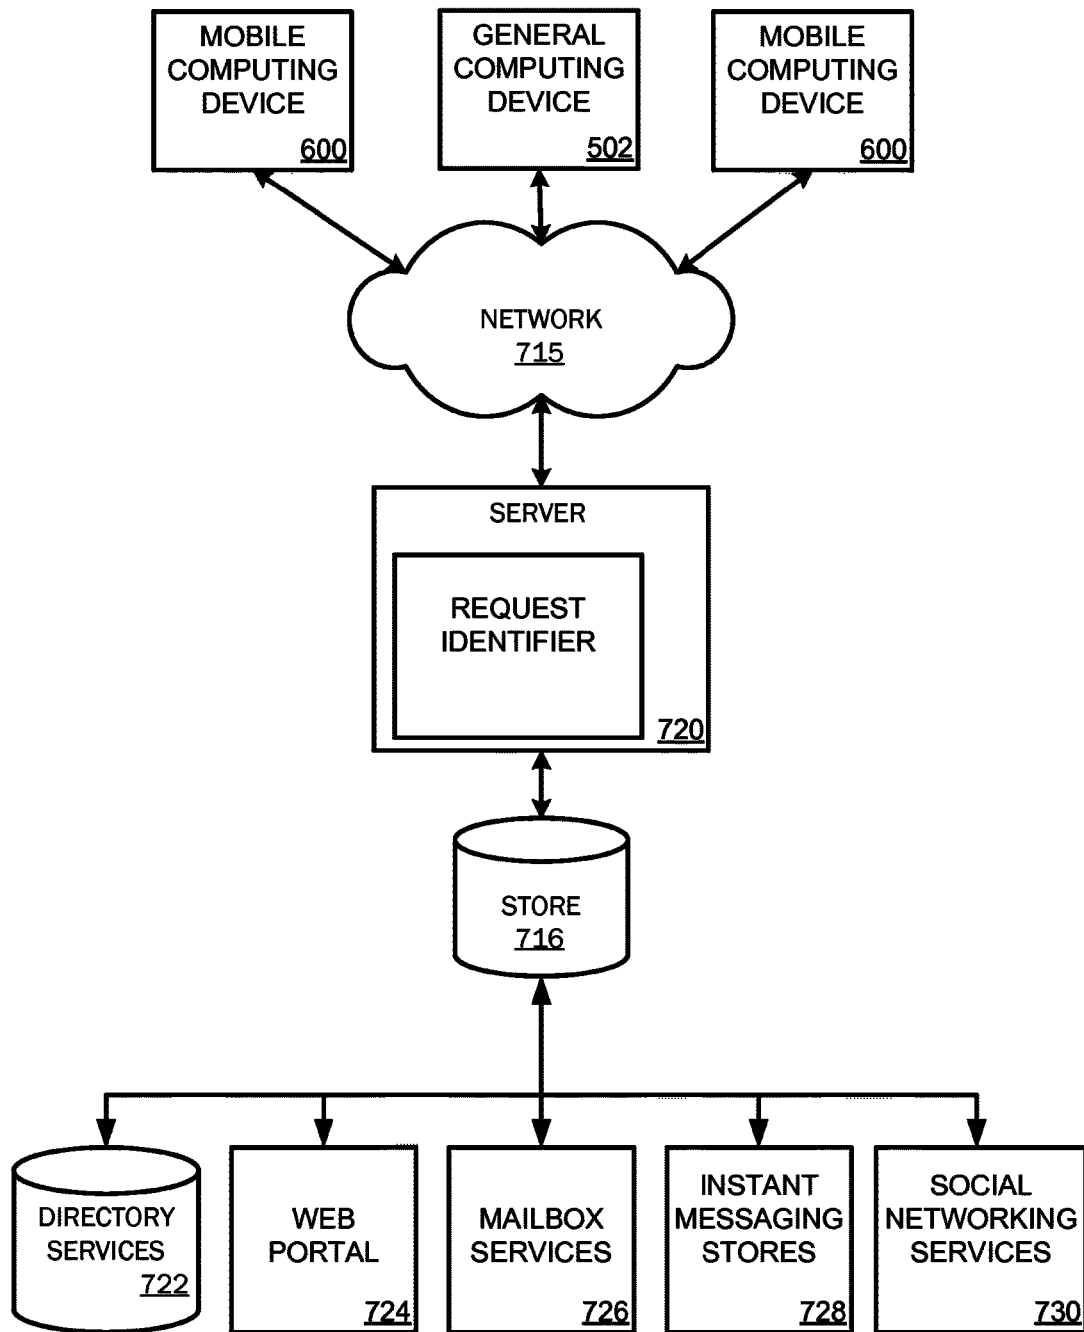 MOBILE
COMPUTING
DEVICE
600
GENERAL
COMPUTING
DEVICE
502
MOBILE
COMPUTING
DEVICE
600
NETWORK
715
SERVER
REQUEST
IDENTIFIER
720
STORE
716
DIRECTORY
SERVICES
722
WEB
PORTAL
724
MAILBOX
SERVICES
726
INSTANT
MESSAGING
STORES
728
SOCIAL
NETWORKING
SERVICES
730